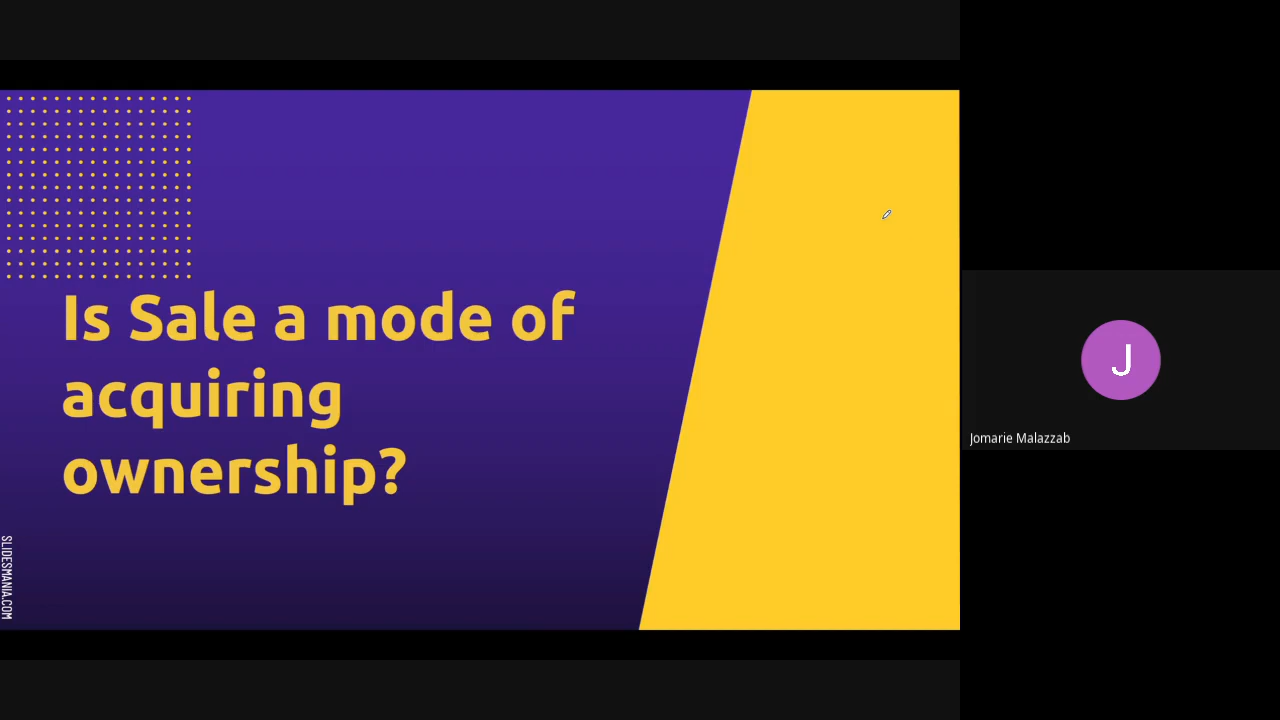 Is Sale a mode of
acquiring
ownership?
SLIDESMANIA.COM
J
Jomarie Malazzab